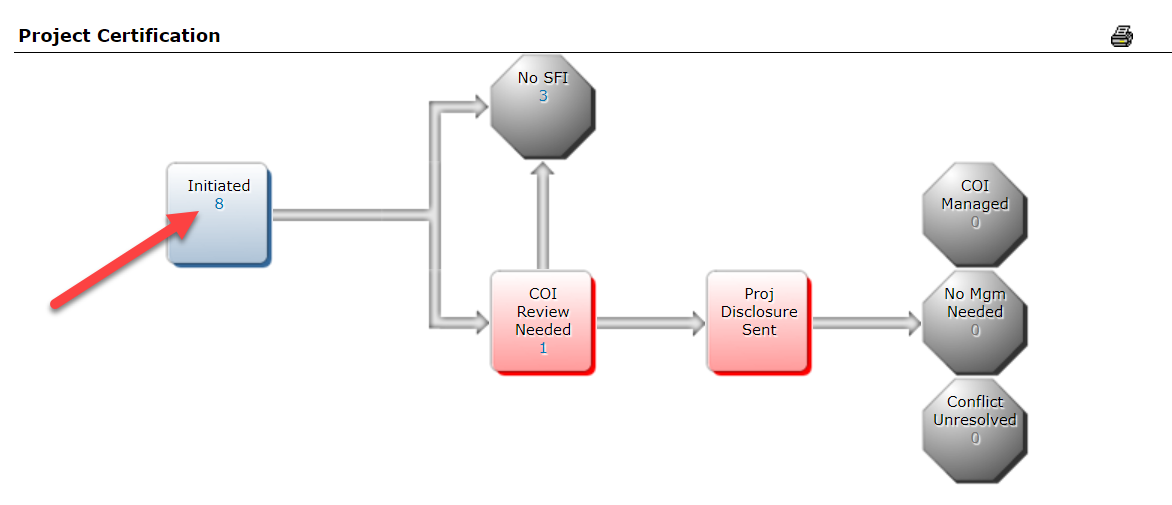 Project Certification
No SFI
3
Initiated
8
COI
Managed
0
COI
Review
Needed
1
Proj
Disclosure
Sent
No Mgm
Needed
0
Conflict
Unresolved
0